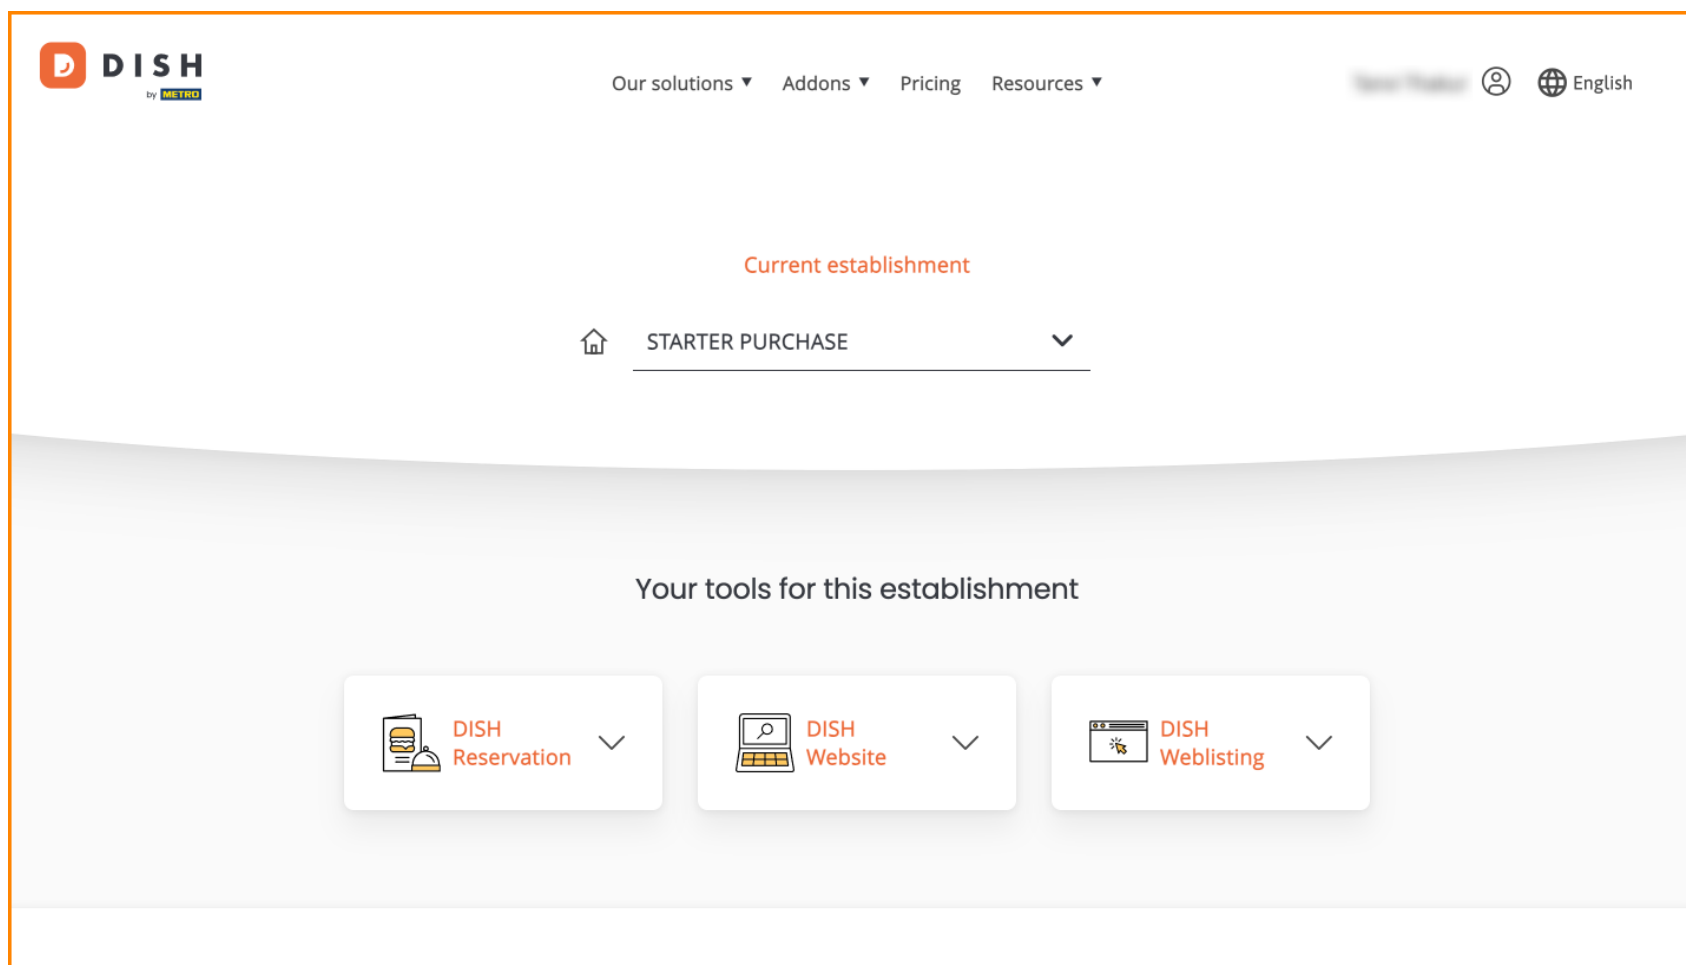 DISH
by METRO
Our solutions ▼ Addons ▼ Pricing Resources ▼
English
Current establishment
STARTER PURCHASE
Your tools for this establishment
DISH
Reservation
DISH
Website
DISH
Weblisting